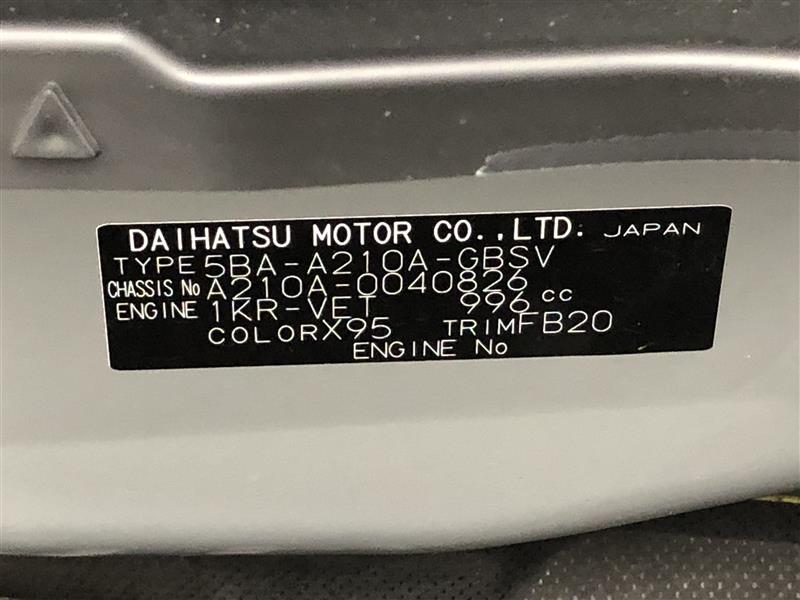 DAIHATSU MOTOR CO.,LTD. JAPAN
TYPE 5BA-A210A-GBSV
CHASSIS No A210A-0040826
ENGINE 1KR-VET 996 cc
COLOR X95 TRIM FB20
ENGINE No